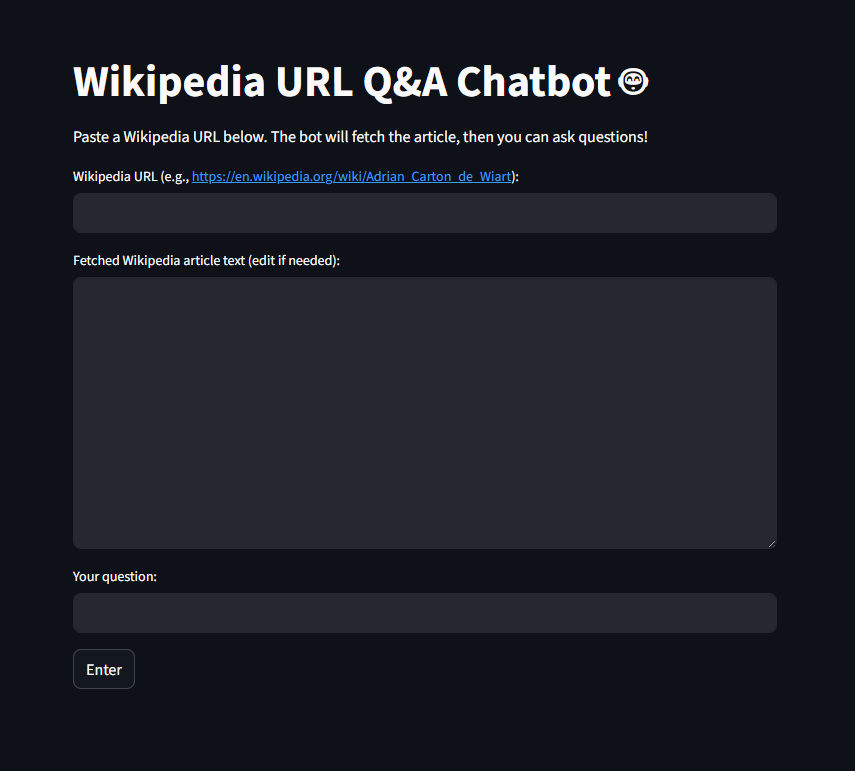 Wikipedia URL Q&A Chatbot
Paste a Wikipedia URL below. The bot will fetch the article, then you can ask questions!
Wikipedia URL (e.g., https://en.wikipedia.org/wiki/Adrian_Carton_de_Wiart):
Fetched Wikipedia article text (edit if needed):
Your question:
Enter